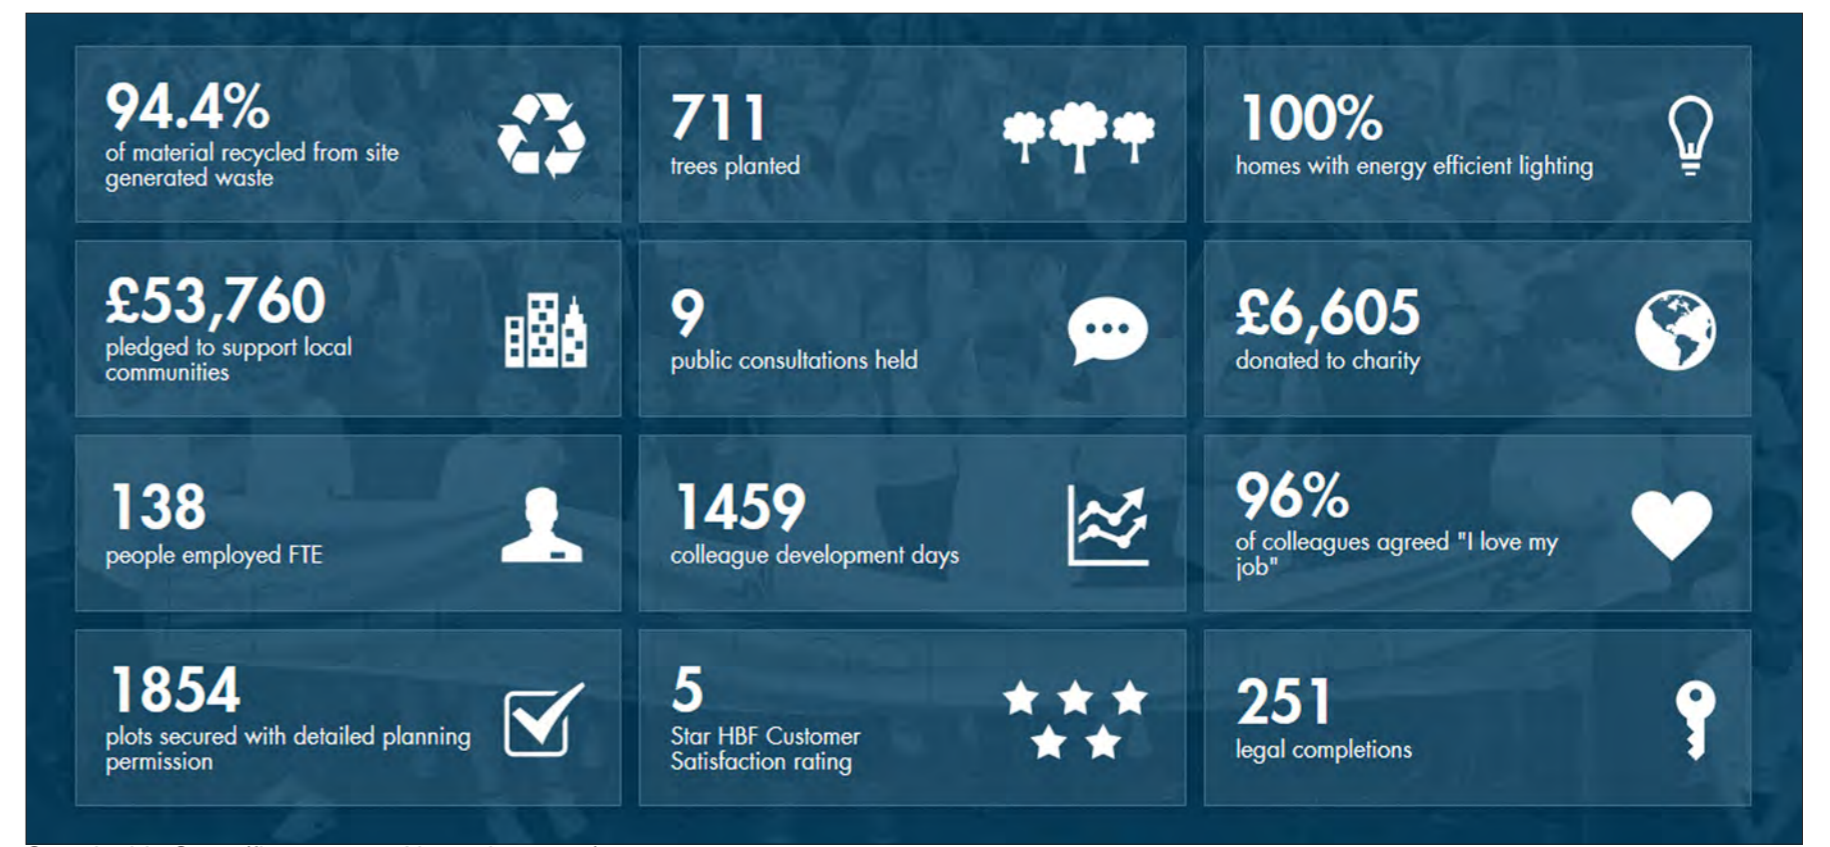 94.4%
of material recycled from site
generated waste
711
trees planted
100%
homes with energy efficient lighting
£53,760
pledged to support local
communities
9
public consultations held
£6,605
donated to charity
138
people employed FTE
1459
colleague development days
96%
of colleagues agreed "I love my
job"
1854
plots secured with detailed planning
permission
5
Star HBF Customer
Satisfaction rating
251
legal completions